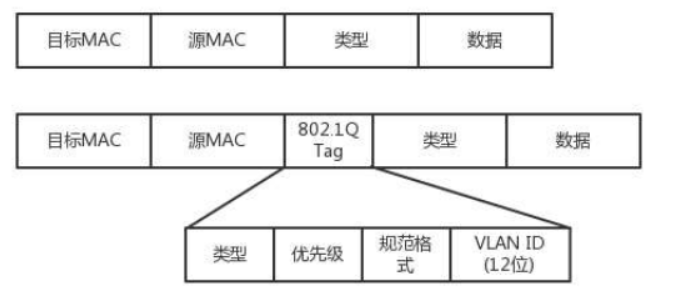 目标MAC 源MAC 类型 数据
目标MAC 源MAC 802.1Q Tag 类型 数据
类型 优先级 规范格式 VLAN ID (12位)